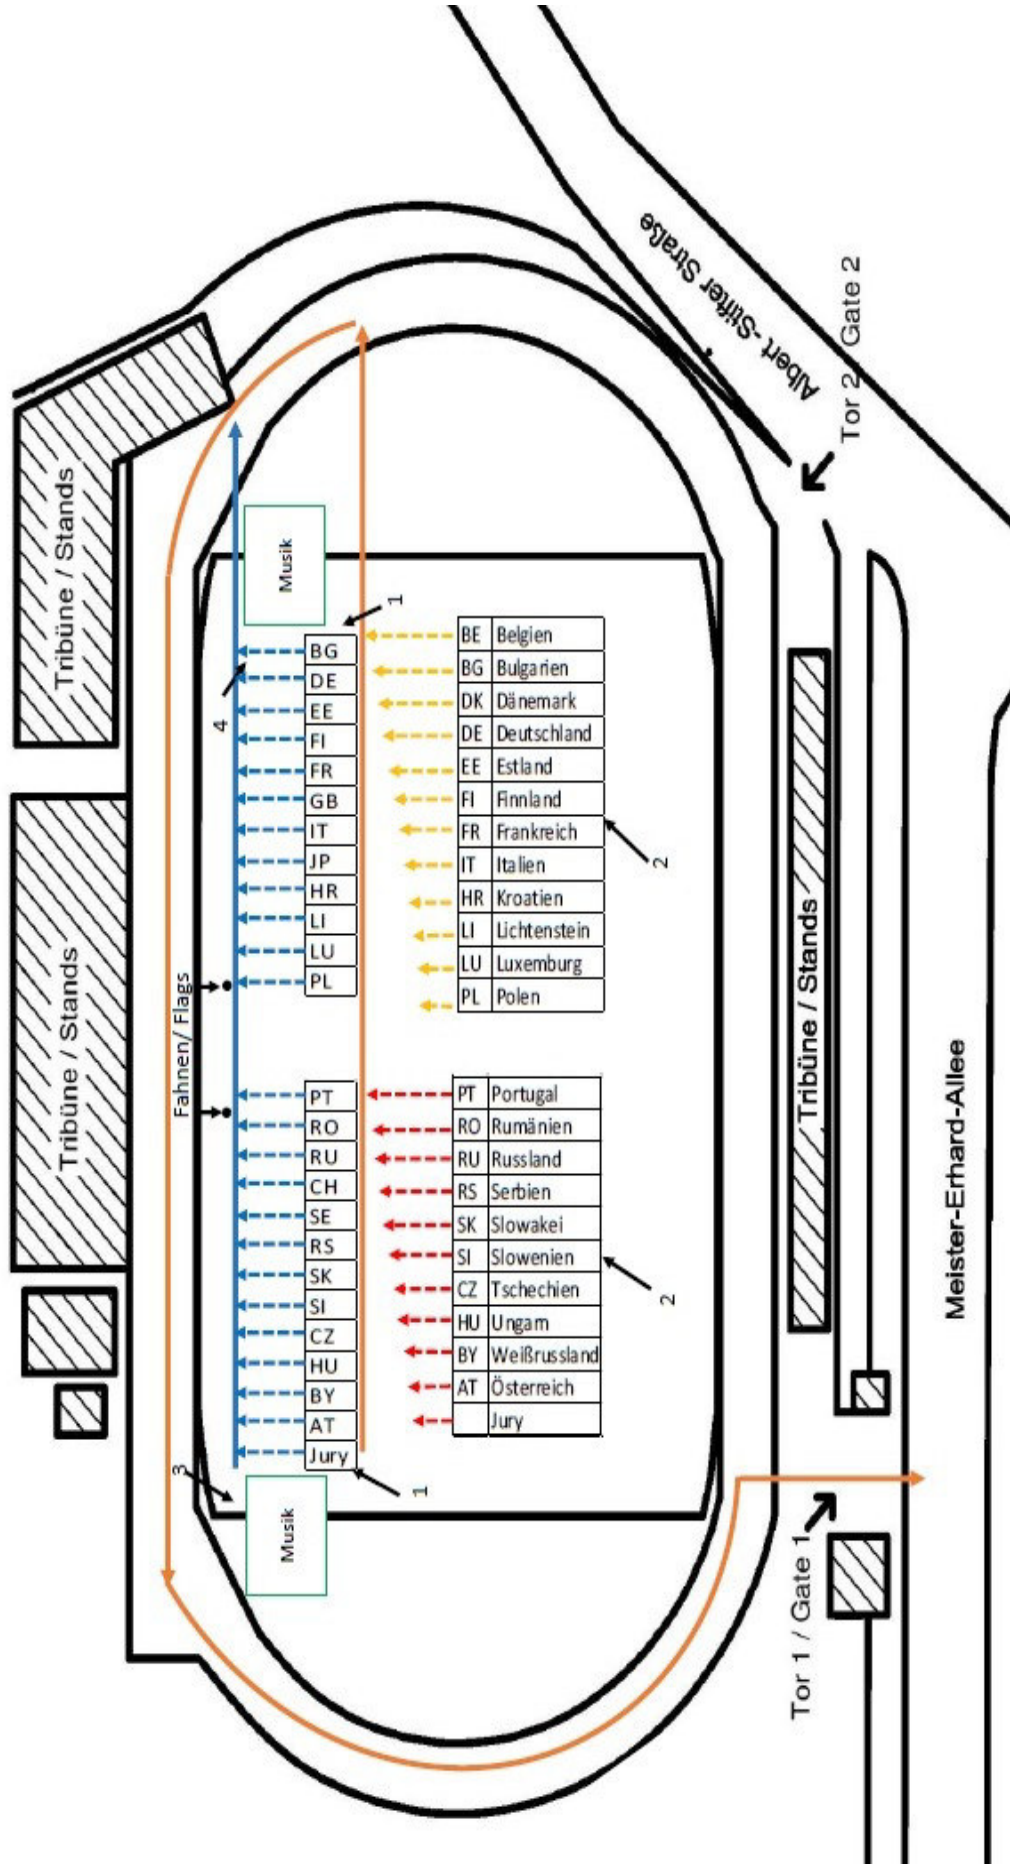 Albert -Stifter Straße
Tor 2 Gate 2
Tribüne / Stands
Musik
1
BG
DE
EE
FI
FR
GB
IT
JP
HR
LI
LU
PL
4
BE Belgien
BG Bulgarien
DK Dänemark
DE Deutschland
EE Estland
FI Finnland
FR Frankreich
IT Italien
HR Kroatien
LI Lichtenstein
LU Luxemburg
PL Polen
2
Tribüne / Stands
Fahnen/ Flags
Tribüne / Stands
PT
RO
RU
CH
SE
RS
SK
SI
CZ
HU
BY
AT
Jury
1
PT Portugal
RO Rumänien
RU Russland
RS Serbien
SK Slowakei
SI Slowenien
CZ Tschechien
HU Ungarn
BY Weißrussland
AT Österreich
Jury
2
3
Musik
Meister-Erhard-Allee
Tor 1 / Gate 1